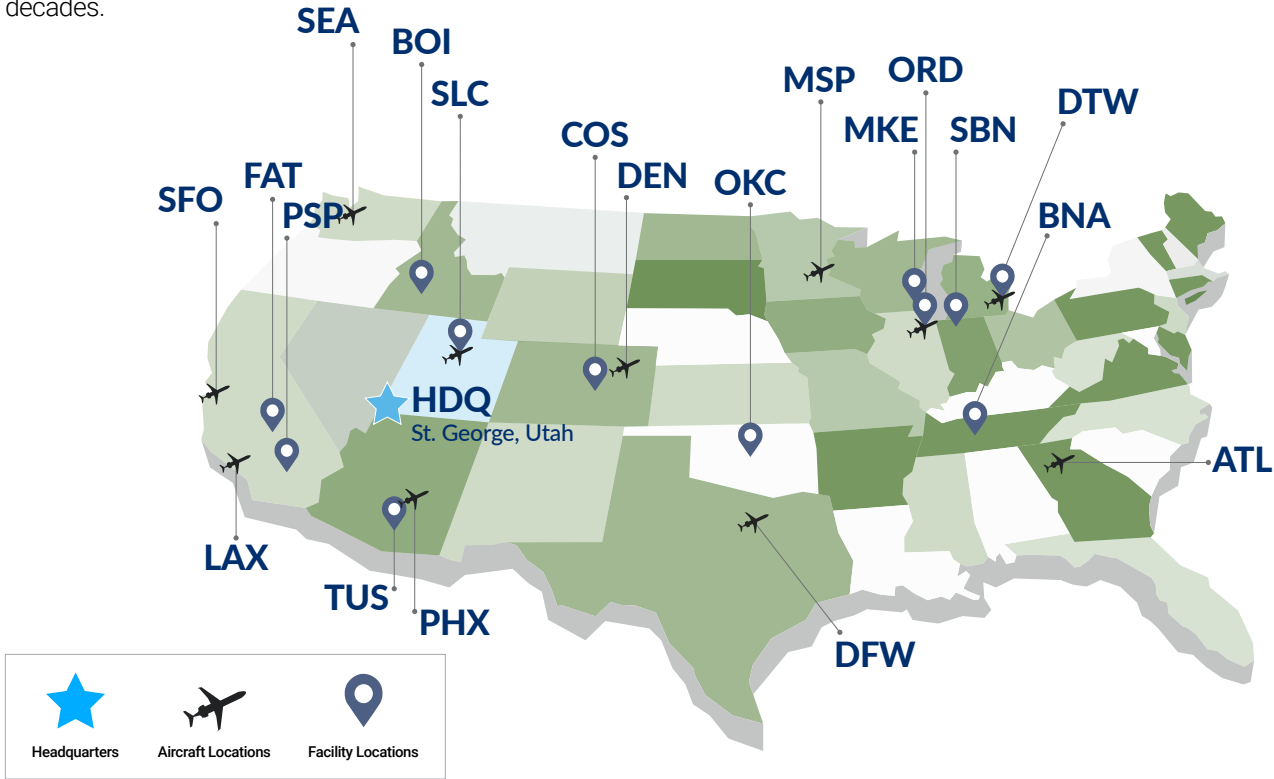 decades.
SEA
BOI
SLC
MSP
ORD
DTW
COS
MKE
SBN
FAT
DEN
OKC
SFO
PSP
BNA
HDQ
St. George, Utah
ATL
LAX
TUS
PHX
DFW
Headquarters
Aircraft Locations
Facility Locations